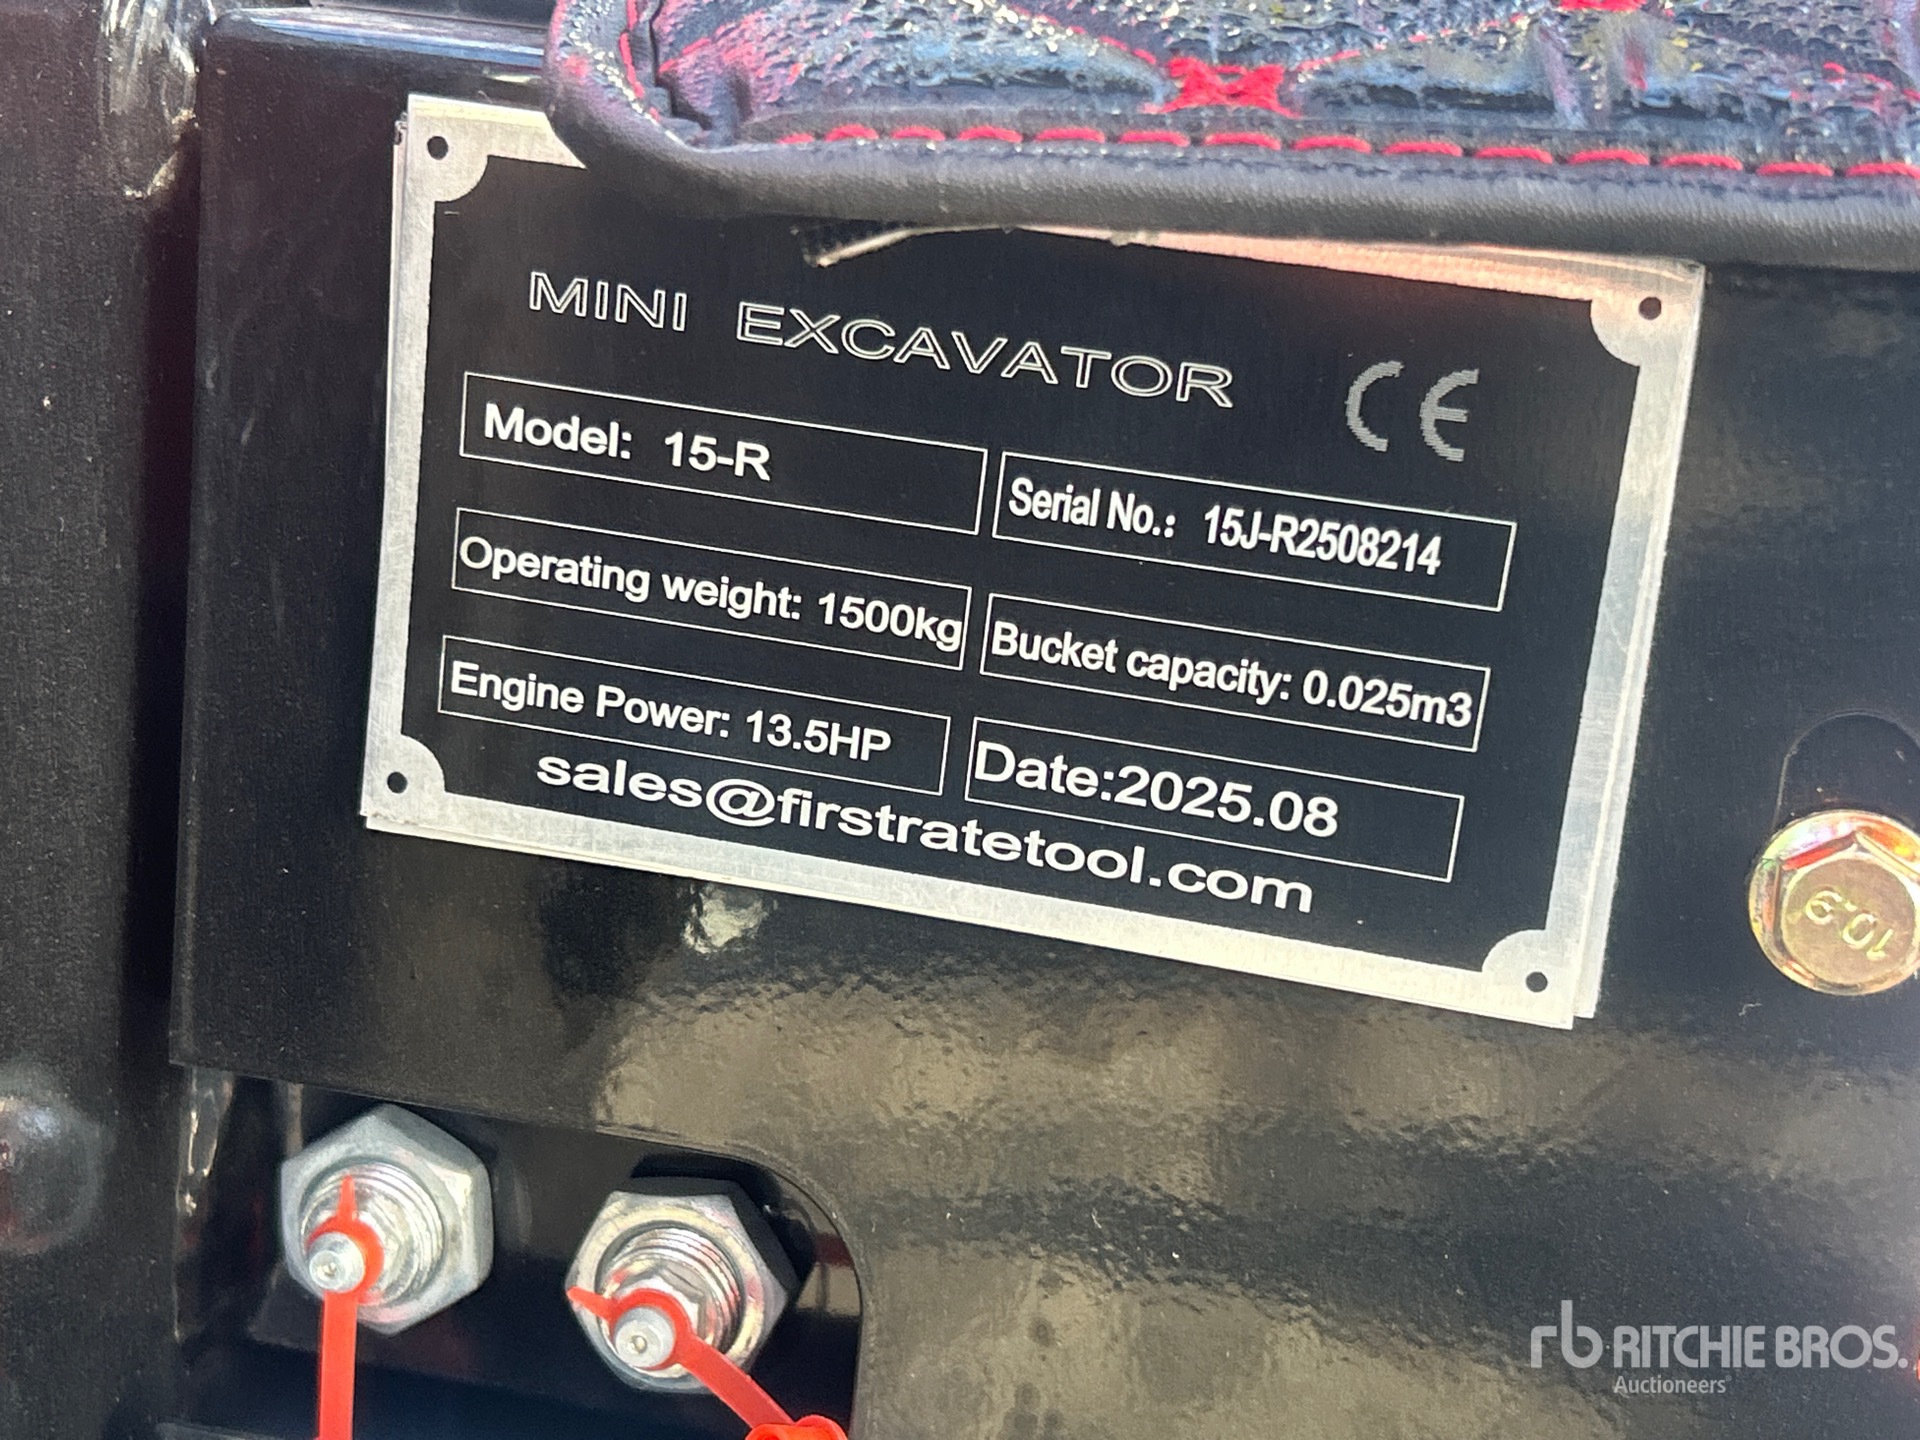 MINI EXCAVATOR
CE
Model: 15-R
Serial No.: 15J-R2508214
Operating weight: 1500kg
Bucket capacity: 0.025m3
Engine Power: 13.5HP
Date:2025.08
sales@firstratetool.com
10.9
rb RITCHIE BROS.
Auctioneers